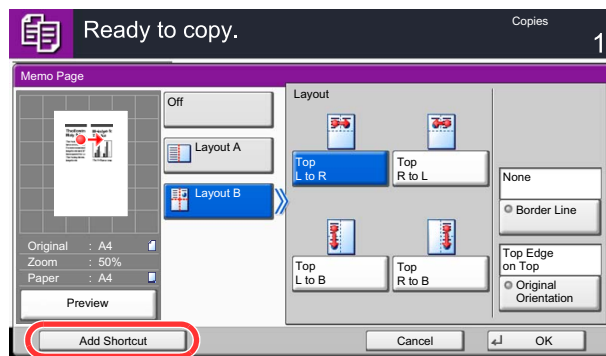 Ready to copy.
Copies
1
Memo Page
Off
Layout A
Layout B
Layout
Top
L to R
Top
R to L
Top
L to B
Top
R to B
None
Border Line
Top Edge
on Top
Original
Orientation
Original : A4
Zoom : 50%
Paper : A4
Preview
Add Shortcut
Cancel
OK